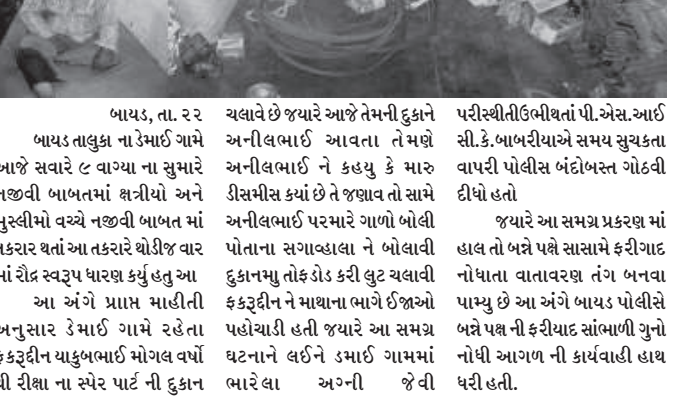 બાયડ, તા. ૨૨
બાયડ તાલુકા ના ડેમાઈ ગામે
આજે સવારે ૯ વાગ્યા ના સુમારે
નજીવી બાબતમાં ક્ષત્રીયો અને
મુસ્લીમો વચ્ચે નજીવી બાબત માં
તકરાર થતાં આ તકરારે થોડીજ વાર
માં રૌદ્ર સ્વરૂપ ધારણ કર્યુ હતુ આ
આ અંગે પ્રાપ્ત માહીતી
અનુસાર ડેમાઈ ગામે રહેતા
ફકરૂદ્દીન યાકુબભાઈ મોગલ વર્ષો
થી રીક્ષા ના સ્પેર પાર્ટ ની દુકાન
ચલાવે છે જયારે આજે તેમની દુકાને
અનીલભાઈ આવતા તેમણે
અનીલભાઈ ને કહયુ કે મારુ
ડીસમીસ કયાં છે તે જણાવ તો સામે
અનીલભાઈ પરમારે ગાળો બોલી
પોતાના સગાવ્હાલા ને બોલાવી
દુકાનમાુ તોફડોડ કરી લુટ ચલાવી
ફકરૂદ્દીન ને માથાના ભાગે ઈજાઓ
પહોચાડી હતી જયારે આ સમગ્ર
ઘટનાને લઈને ડમાઈ ગામમાં
ભારેલા અગ્ની જેવી
પરીસ્થીતીઉભીથતાં પી.એસ.આઈ
સી.કે.બાબરીયાએ સમય સુચકતા
વાપરી પોલીસ બંદોબસ્ત ગોઠવી
દીધો હતો
જયારે આ સમગ્ર પ્રકરણ માં
હાલ તો બન્ને પક્ષે સાસામે ફરીગાદ
નોધાતા વાતાવરણ તંગ બનવા
પામ્યુ છે આ અંગે બાયડ પોલીસે
બન્ને પક્ષ ની ફરીયાદ સાંભાળી ગુનો
નોધી આગળ ની કાર્યવાહી હાથ
ધરી હતી.